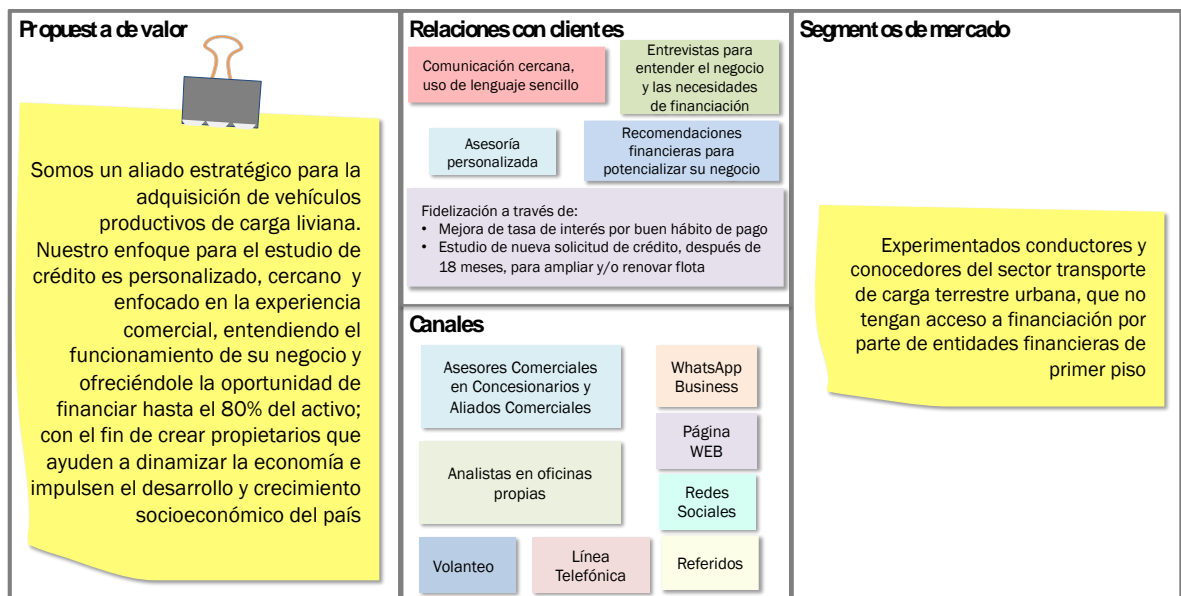 Propuesta de valor
Somos un aliado estratégico para la
adquisición de vehículos
productivos de carga liviana.
Nuestro enfoque para el estudio de
crédito es personalizado, cercano y
enfocado en la experiencia
comercial, entendiendo el
funcionamiento de su negocio y
ofreciéndole la oportunidad de
financiar hasta el 80% del activo;
con el fin de crear propietarios que
ayuden a dinamizar la economía e
impulsen el desarrollo y crecimiento
socioeconómico del país
Relaciones con clientes
Comunicación cercana,
uso de lenguaje sencillo
Entrevistas para
entender el negocio
y las necesidades
de financiación
Asesoría
personalizada
Recomendaciones
financieras para
potencializar su negocio
Fidelización a través de:
• Mejora de tasa de interés por buen hábito de pago
• Estudio de nueva solicitud de crédito, después de
18 meses, para ampliar y/o renovar flota
Canales
Asesores Comerciales
en Concesionarios y
Aliados Comerciales
WhatsApp
Business
Página
WEB
Analistas en oficinas
propias
Redes
Sociales
Volanteo
Línea
Telefónica
Referidos
Segmentos de mercado
Experimentados conductores y
conocedores del sector transporte
de carga terrestre urbana, que no
tengan acceso a financiación por
parte de entidades financieras de
primer piso